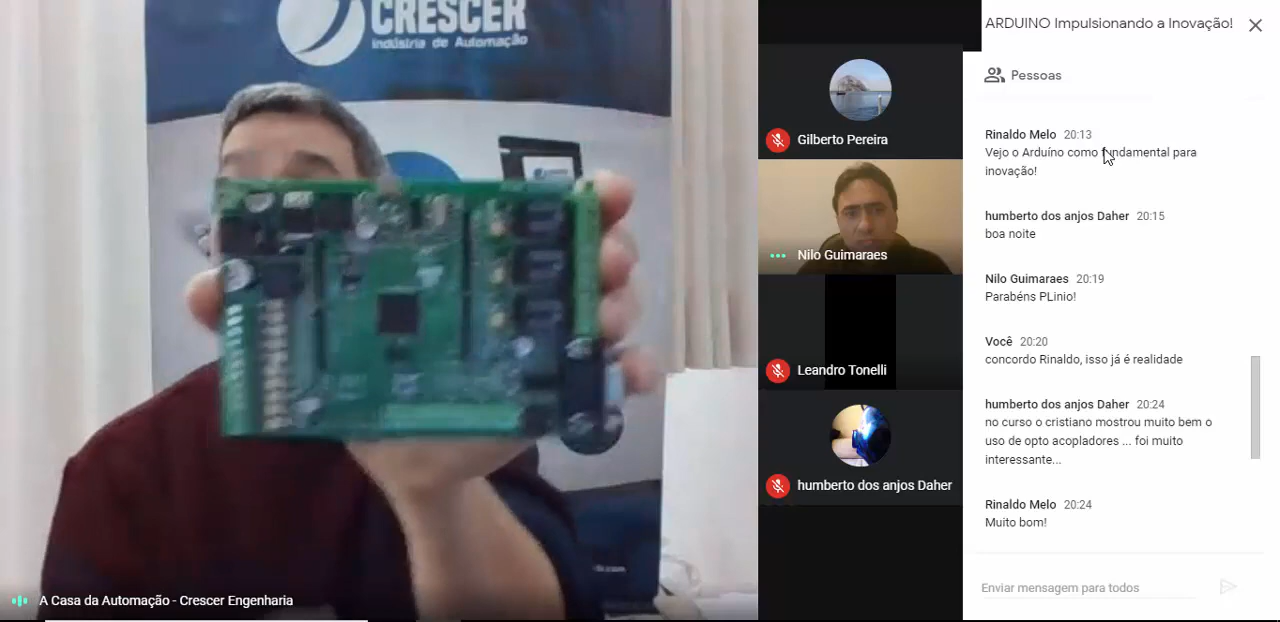 CRESCER
Indústria de Automação
A Casa da Automação - Crescer Engenharia
Gilberto Pereira
Nilo Guimaraes
Leandro Tonelli
humberto dos anjos Daher
ARDUINO Impulsionando a Inovação!
Pessoas
Rinaldo Melo 20:13
Vejo o Arduíno como fundamental para
inovação!
humberto dos anjos Daher 20:15
boa noite
Nilo Guimaraes 20:19
Parabéns PLinio!
Você 20:20
concordo Rinaldo, isso já é realidade
humberto dos anjos Daher 20:24
no curso o cristiano mostrou muito bem o
uso de opto acopladores ... foi muito
interessante...
Rinaldo Melo 20:24
Muito bom!
Enviar mensagem para todos